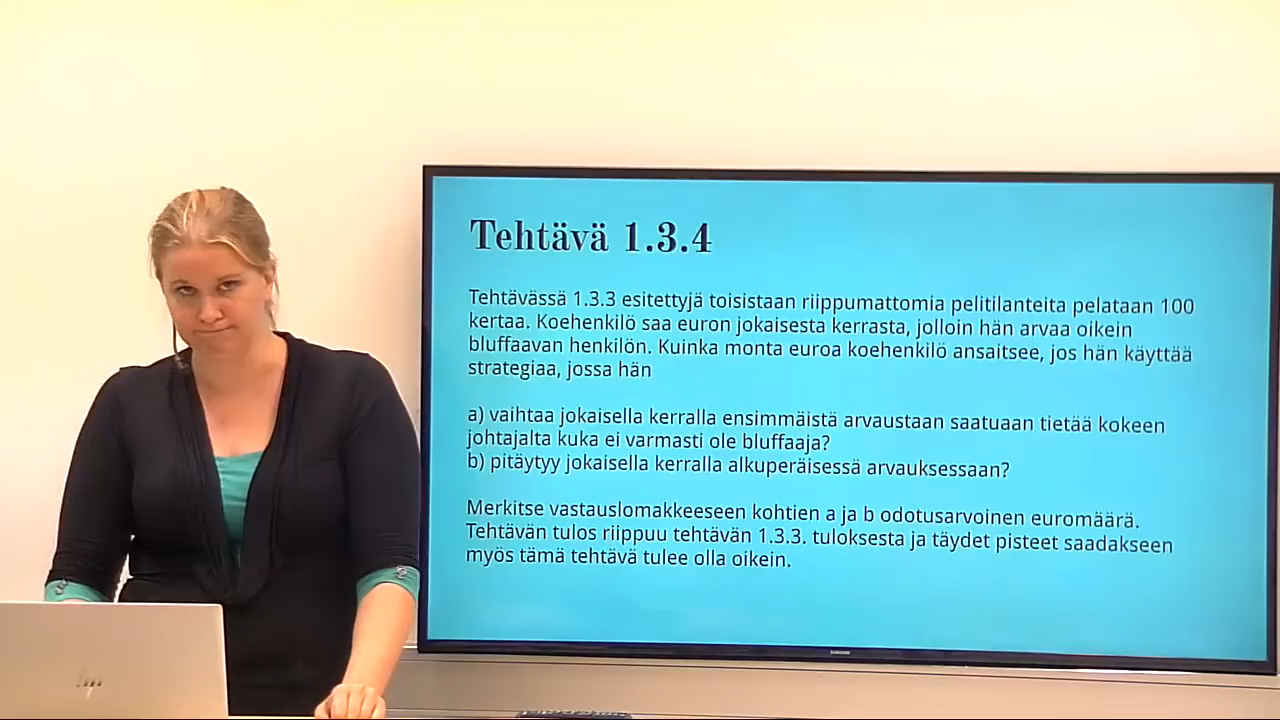 Tehtävä 1.3.4
Tehtävässä 1.3.3 esitettyjä toisistaan riippumattomia pelitilanteita pelataan 100
kertaa. Koehenkilö saa euron jokaisesta kerrasta, jolloin hän arvaa oikein
bluffaavan henkilön. Kuinka monta euroa koehenkilö ansaitsee, jos hän käyttää
strategiaa, jossa hän
a) vaihtaa jokaisella kerralla ensimmäistä arvaustaan saatuaan tietää kokeen
johtajalta kuka ei varmasti ole bluffaaja?
b) pitäytyy jokaisella kerralla alkuperäisessä arvauksessaan?
Merkitse vastauslomakkeeseen kohtien a ja b odotusarvoinen euromäärä.
Tehtävän tulos riippuu tehtävän 1.3.3. tuloksesta ja täydet pisteet saadakseen
myös tämä tehtävä tulee olla oikein.
SAMSUNG
hp